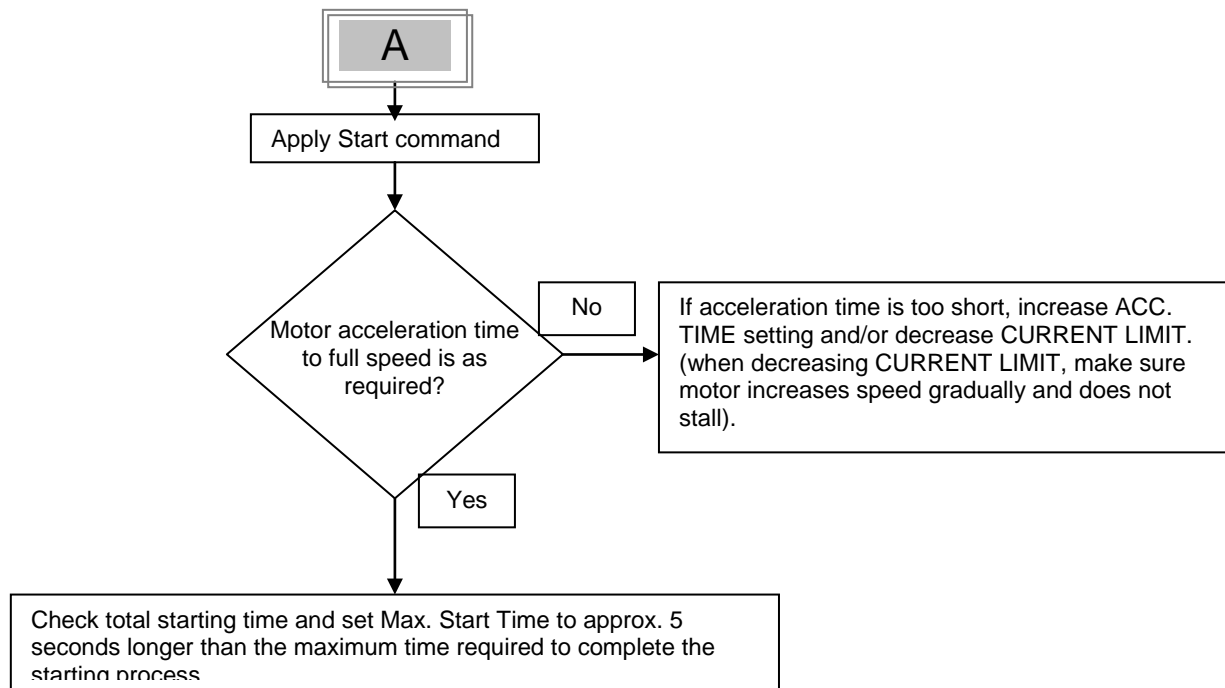 A
Apply Start command
Motor acceleration time
to full speed is as
required?
No
If acceleration time is too short, increase ACC.
TIME setting and/or decrease CURRENT LIMIT.
(when decreasing CURRENT LIMIT, make sure
motor increases speed gradually and does not
stall).
Yes
Check total starting time and set Max. Start Time to approx. 5
seconds longer than the maximum time required to complete the
starting process